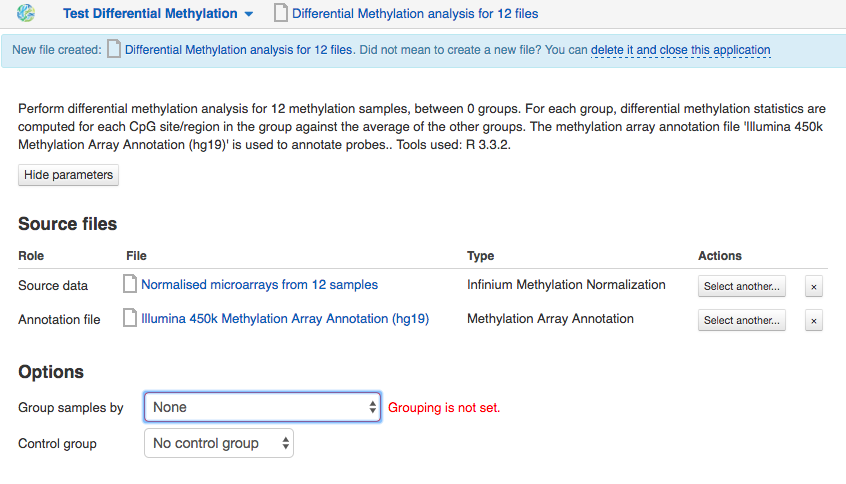 Test Differential Methylation Differential Methylation analysis for 12 files
New file created: Differential Methylation analysis for 12 files. Did not mean to create a new file? You can delete it and close this application
Perform differential methylation analysis for 12 methylation samples, between 0 groups. For each group, differential methylation statistics are
computed for each CpG site/region in the group against the average of the other groups. The methylation array annotation file 'Illumina 450k
Methylation Array Annotation (hg19)' is used to annotate probes.. Tools used: R 3.3.2.
Hide parameters
Source files
Role File Type Actions
Source data Normalised microarrays from 12 samples Infinium Methylation Normalization Select another... ×
Annotation file Illumina 450k Methylation Array Annotation (hg19) Methylation Array Annotation Select another... ×
Options
Group samples by None Grouping is not set.
Control group No control group